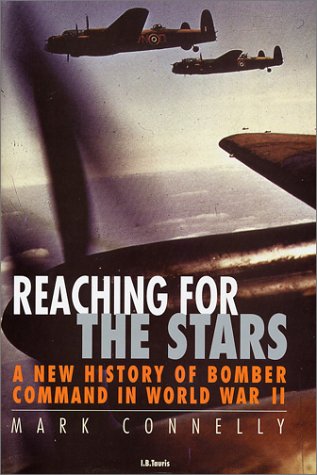 REACHING FOR
THE STARS
A NEW HISTORY OF BOMBER
COMMAND IN WORLD WAR II
MARK CONNELLY
I.B.Tauris